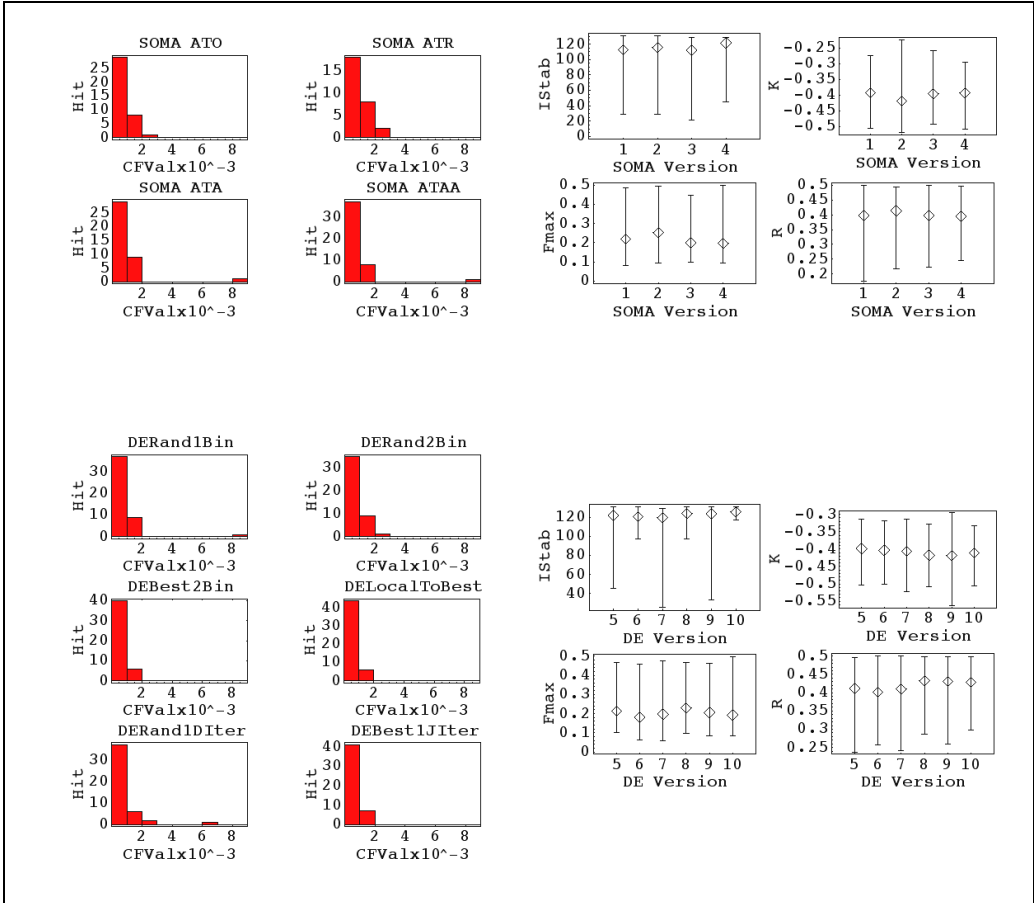 SOMA ATO
Hit
25
20
15
10
5
0
2 4 6 8
CFValx10^-3
SOMA ATR
Hit
15
10
5
0
2 4 6 8
CFValx10^-3
IStab
120
100
80
60
40
20
0
1 2 3 4
SOMA Version
K
-0.25
-0.3
-0.35
-0.4
-0.45
-0.5
1 2 3 4
SOMA Version
SOMA ATA
Hit
25
20
15
10
5
0
2 4 6 8
CFValx10^-3
SOMA ATAA
Hit
30
20
10
0
2 4 6 8
CFValx10^-3
Fmax
0.5
0.4
0.3
0.2
0.1
0
1 2 3 4
SOMA Version
R
0.5
0.45
0.4
0.35
0.3
0.25
0.2
1 2 3 4
SOMA Version
DERand1Bin
Hit
30
20
10
0
2 4 6 8
CFValx10^-3
DERand2Bin
Hit
30
20
10
0
2 4 6 8
CFValx10^-3
IStab
120
100
80
60
40
5 6 7 8 9 10
DE Version
K
-0.3
-0.35
-0.4
-0.45
-0.5
-0.55
5 6 7 8 9 10
DE Version
DEBest2Bin
Hit
40
30
20
10
0
2 4 6 8
CFValx10^-3
DELocalToBest
Hit
40
30
20
10
0
2 4 6 8
CFValx10^-3
Fmax
0.5
0.4
0.3
0.2
0.1
0
5 6 7 8 9 10
DE Version
R
0.5
0.45
0.4
0.35
0.3
0.25
5 6 7 8 9 10
DE Version
DERand1DIter
Hit
30
20
10
0
2 4 6 8
CFValx10^-3
DEBest1JIter
Hit
40
30
20
10
0
2 4 6 8
CFValx10^-3